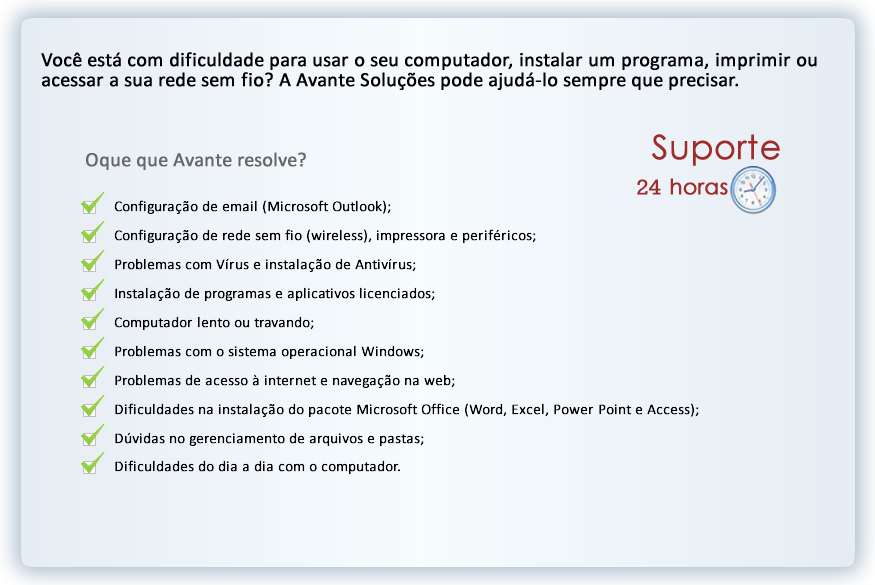 Você está com dificuldade para usar o seu computador, instalar um programa, imprimir ou
acessar a sua rede sem fio? A Avante Soluções pode ajudá-lo sempre que precisar.
Suporte
24 horas
Oque que Avante resolve?
Configuração de email (Microsoft Outlook);
Configuração de rede sem fio (wireless), impressora e periféricos;
Problemas com Vírus e instalação de Antivírus;
Instalação de programas e aplicativos licenciados;
Computador lento ou travando;
Problemas com o sistema operacional Windows;
Problemas de acesso à internet e navegação na web;
Dificuldades na instalação do pacote Microsoft Office (Word, Excel, Power Point e Access);
Dúvidas no gerenciamento de arquivos e pastas;
Dificuldades do dia a dia com o computador.